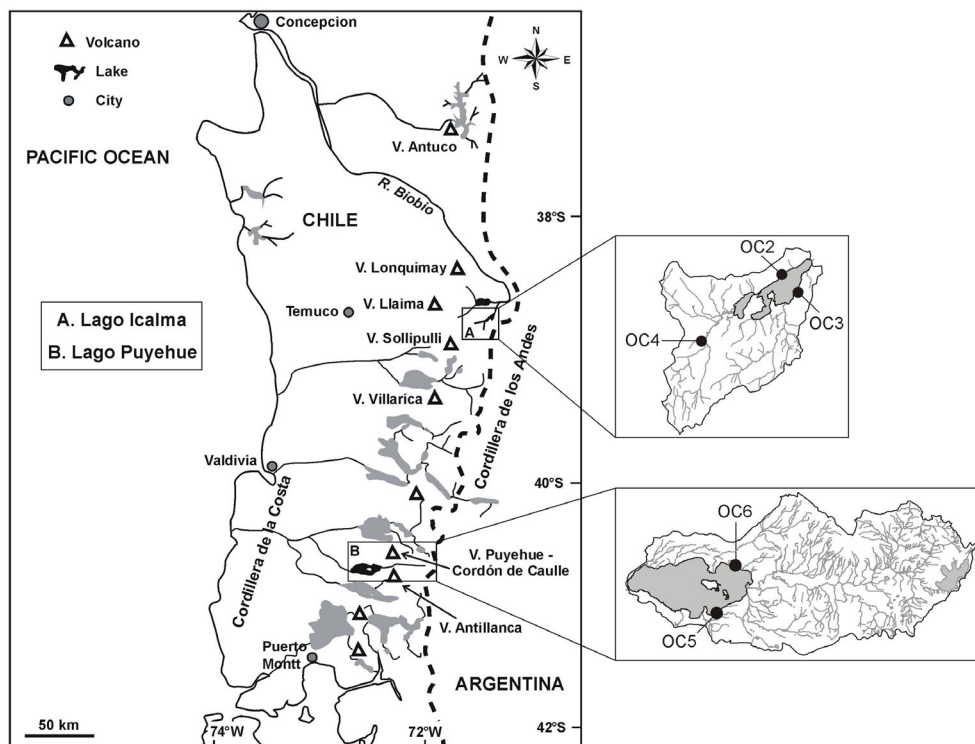 Concepcion
Volcano
Lake
City
N
W E
S
PACIFIC OCEAN
V. Antuco
R. Biobio
CHILE
38°S
V. Lonquimay
OC2
OC3
OC4
A. Lago Icalma
B. Lago Puyehue
Temuco
V. Llaima
A
V. Sollipulli
Cordillera de los Andes
V. Villarica
Valdivia
40°S
Cordillera de la Costa
B
V. Puyehue -
Cordón de Caulle
OC6
OC5
V. Antillanca
Puerto
Montt
ARGENTINA
50 km
74°W
72°W
42°S